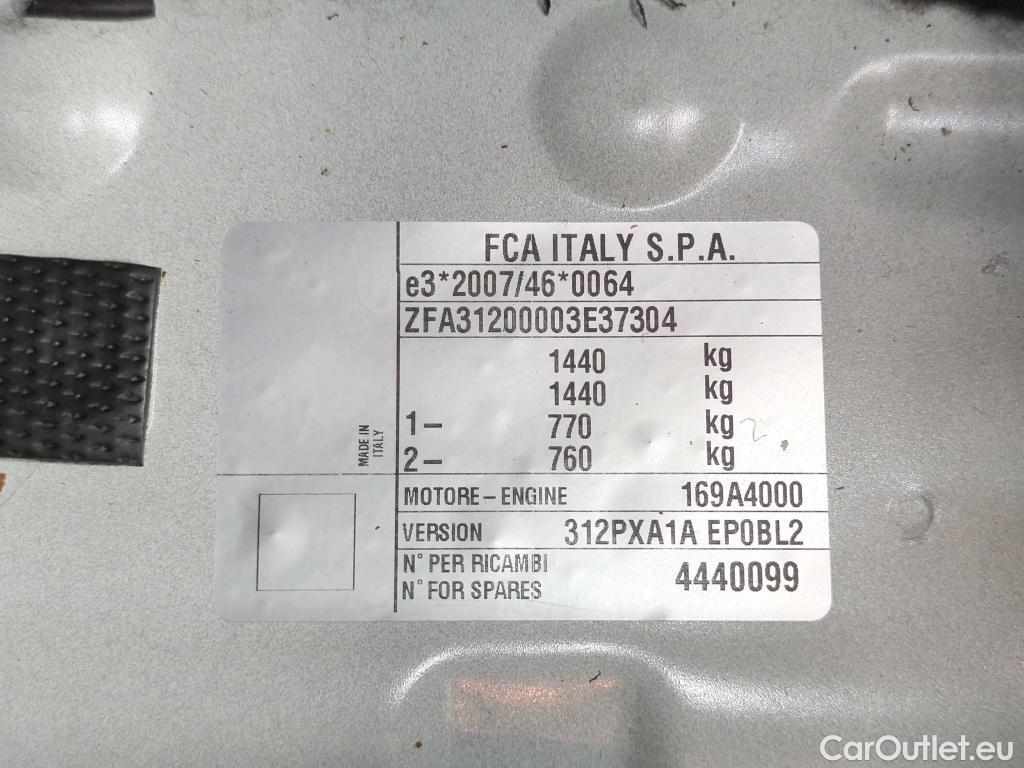 FCA ITALY S.P.A.
e3*2007/46*0064
ZFA31200003E37304
1440 kg
1440 kg
1– 770 kg
2– 760 kg
MADE IN
ITALY
MOTORE – ENGINE 169A4000
VERSION 312PXA1A EP0BL2
N° PER RICAMBI
N° FOR SPARES
4440099
CarOutlet.eu